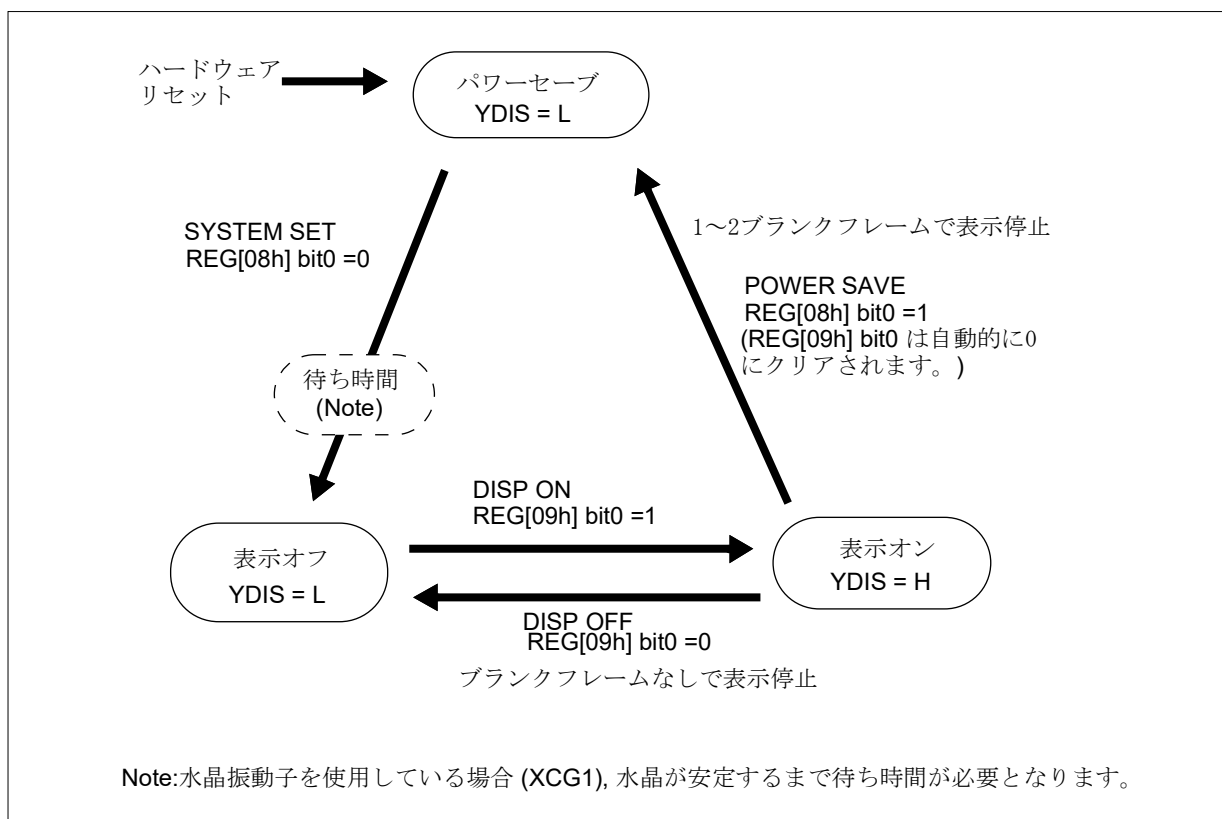 ハードウェア
リセット
パワーセーブ
YDIS = L
SYSTEM SET
REG[08h] bit0 =0
1～2ブランクフレームで表示停止
POWER SAVE
REG[08h] bit0 =1
(REG[09h] bit0 は自動的に0
にクリアされます。)
待ち時間
(Note)
DISP ON
REG[09h] bit0 =1
表示オフ
YDIS = L
表示オン
YDIS = H
DISP OFF
REG[09h] bit0 =0
ブランクフレームなしで表示停止
Note:水晶振動子を使用している場合 (XCG1), 水晶が安定するまで待ち時間が必要となります。